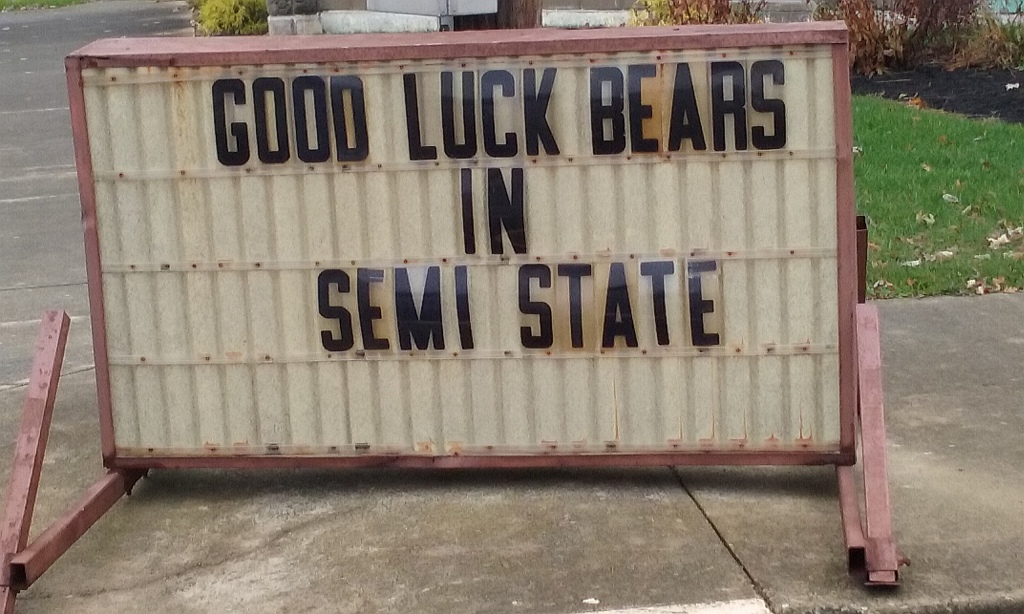 GOOD LUCK BEARS
IN
SEMI STATE